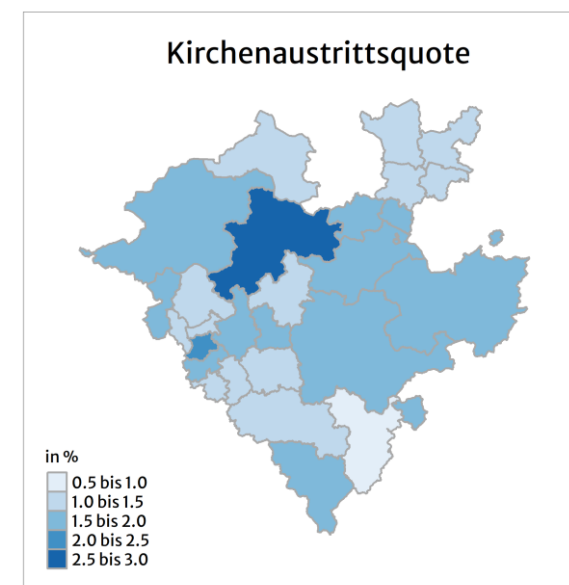 Kirchenaustrittsquote
in %
0.5 bis 1.0
1.0 bis 1.5
1.5 bis 2.0
2.0 bis 2.5
2.5 bis 3.0